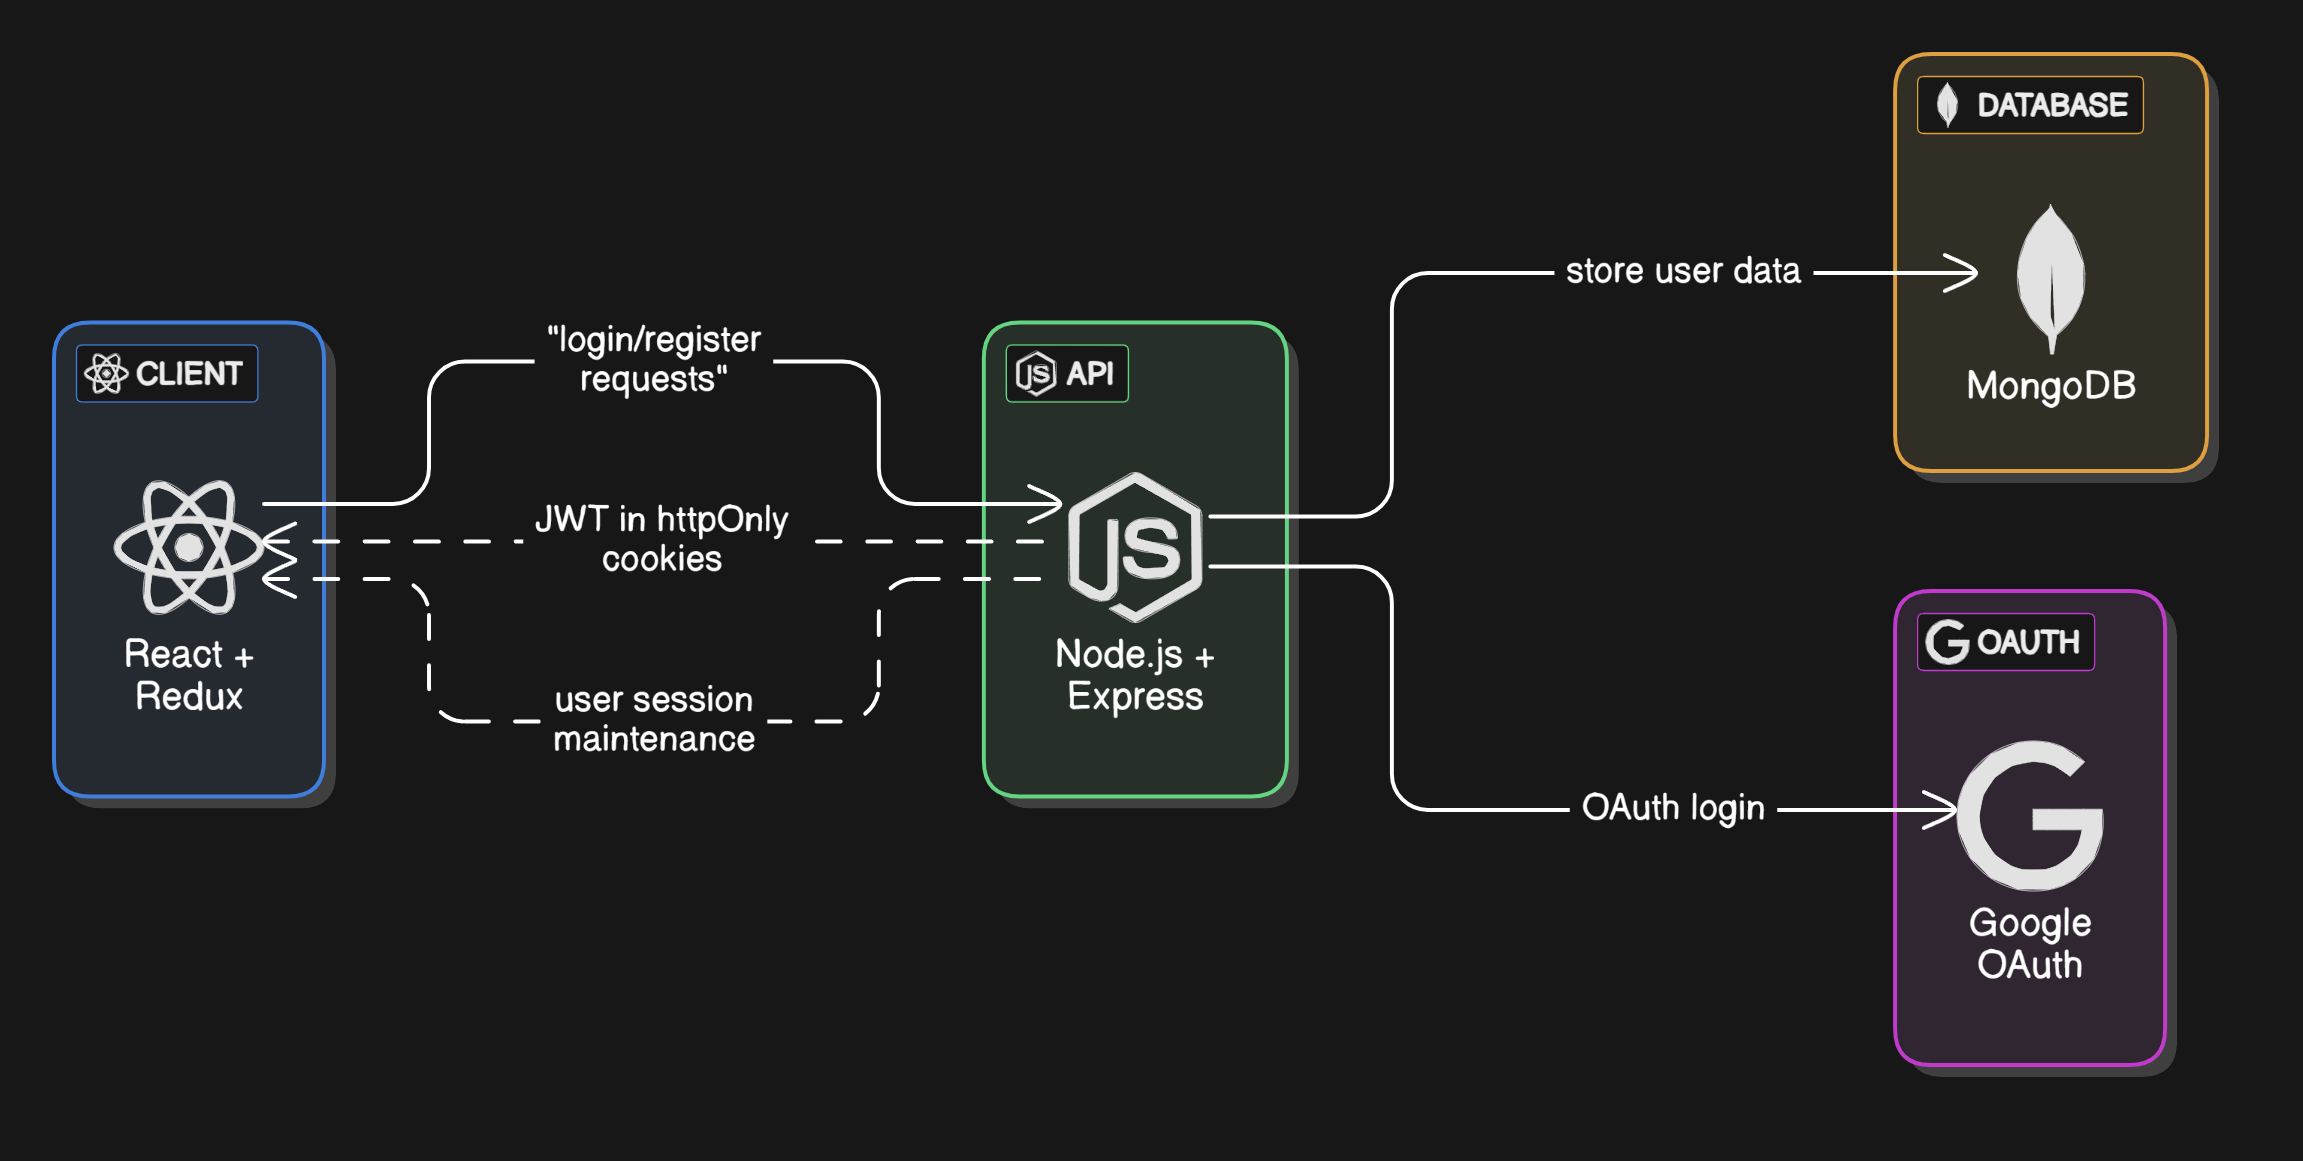 CLIENT
React +
Redux
"login/register
requests"
JWT in httpOnly
cookies
user session
maintenance
JS API
JS
Node.js +
Express
store user data
OAuth login
DATABASE
MongoDB
G OAUTH
G
Google
OAuth